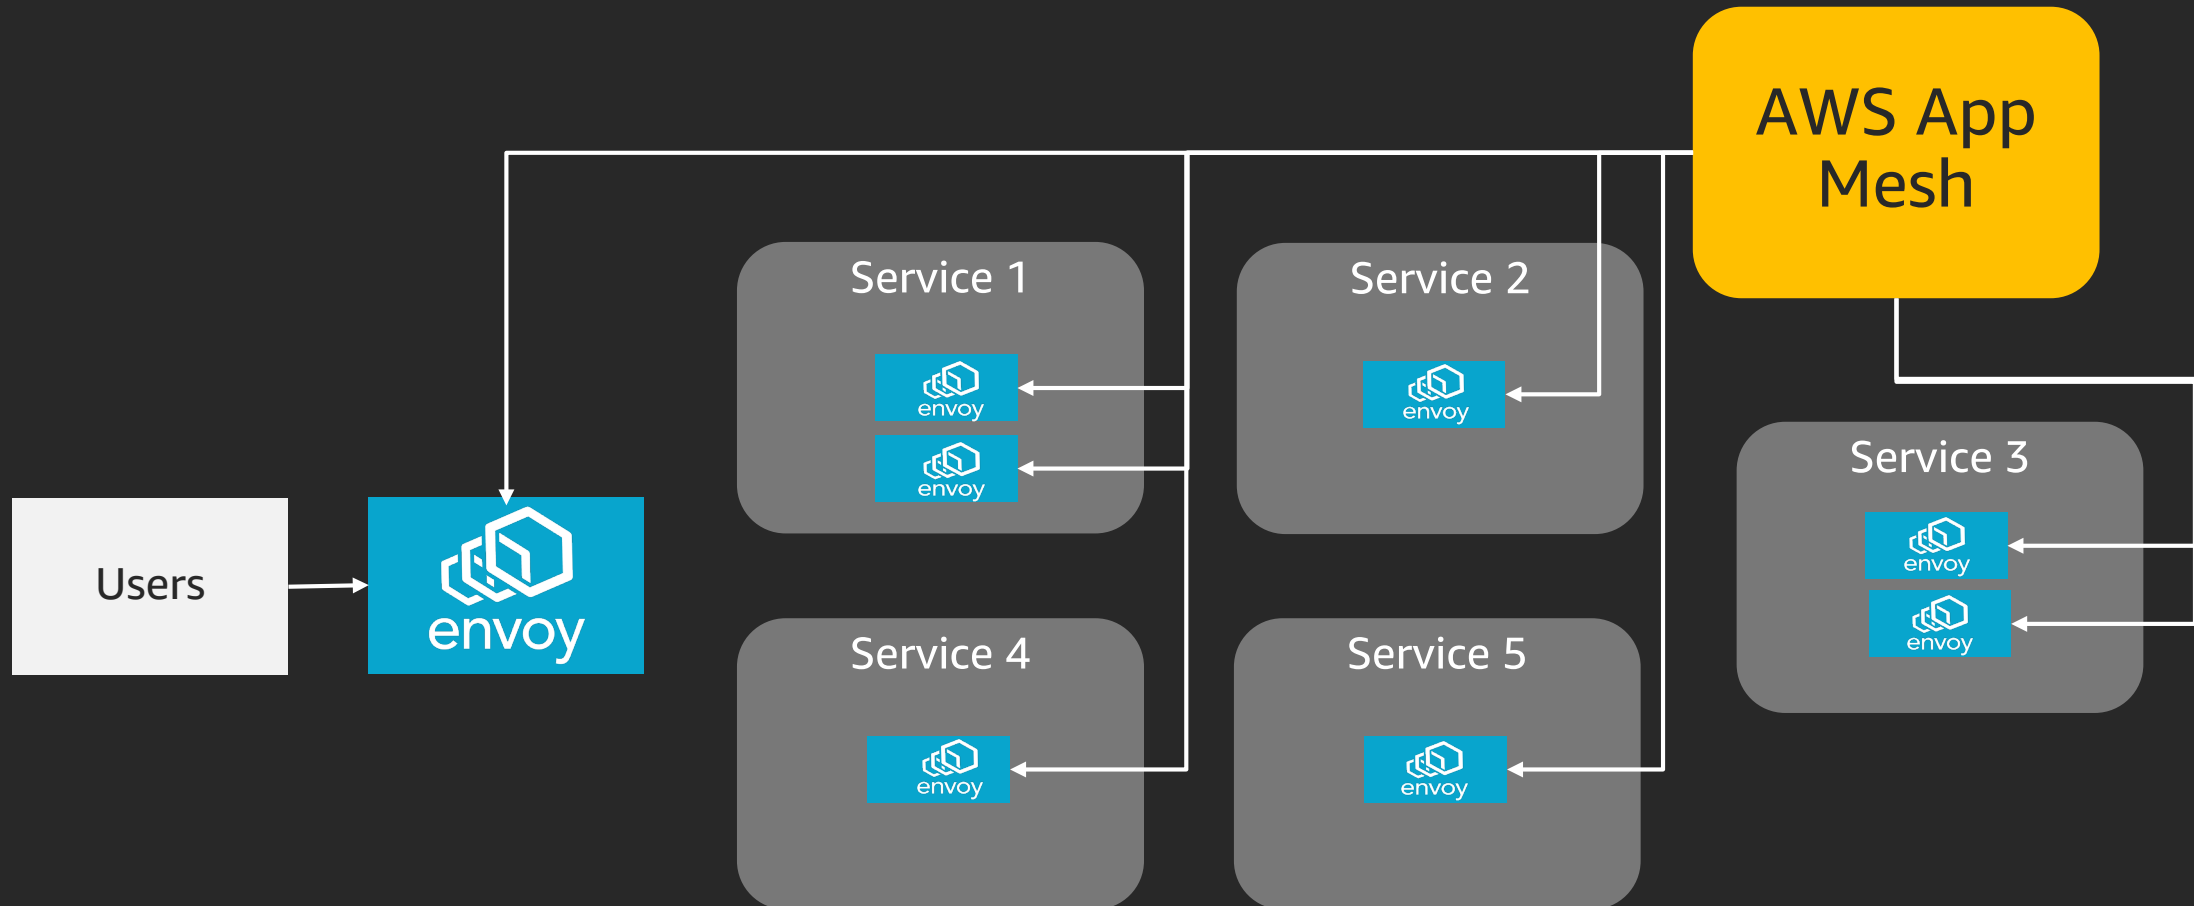 AWS App
Mesh
Service 1
envoy
envoy
Service 2
envoy
Service 3
envoy
envoy
Users
envoy
Service 4
envoy
Service 5
envoy